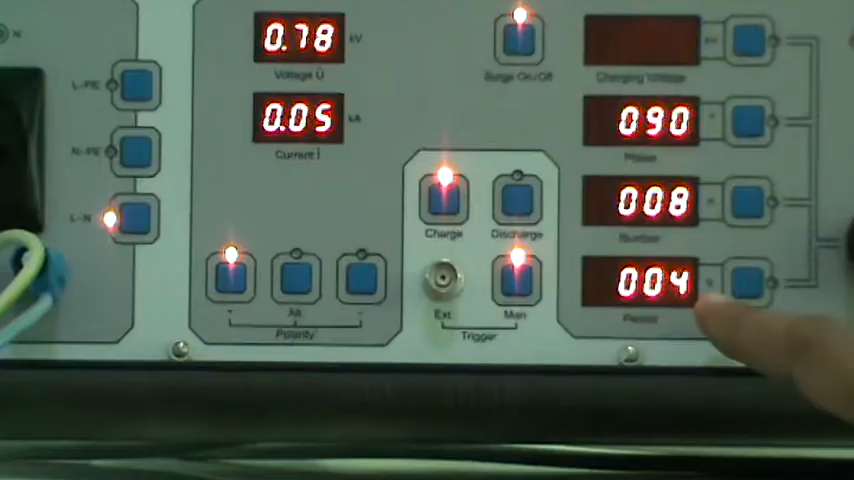 N
0.78 kV
Voltage Û
L-PE
Surge On/Off
Charging Voltage
0.05 kA
090 °
Current Î
N-PE
Phase
008 n
L-N
Charge
Discharge
Number
004
+
Alt
-
Ext
Man
Period
Polarity
Trigger